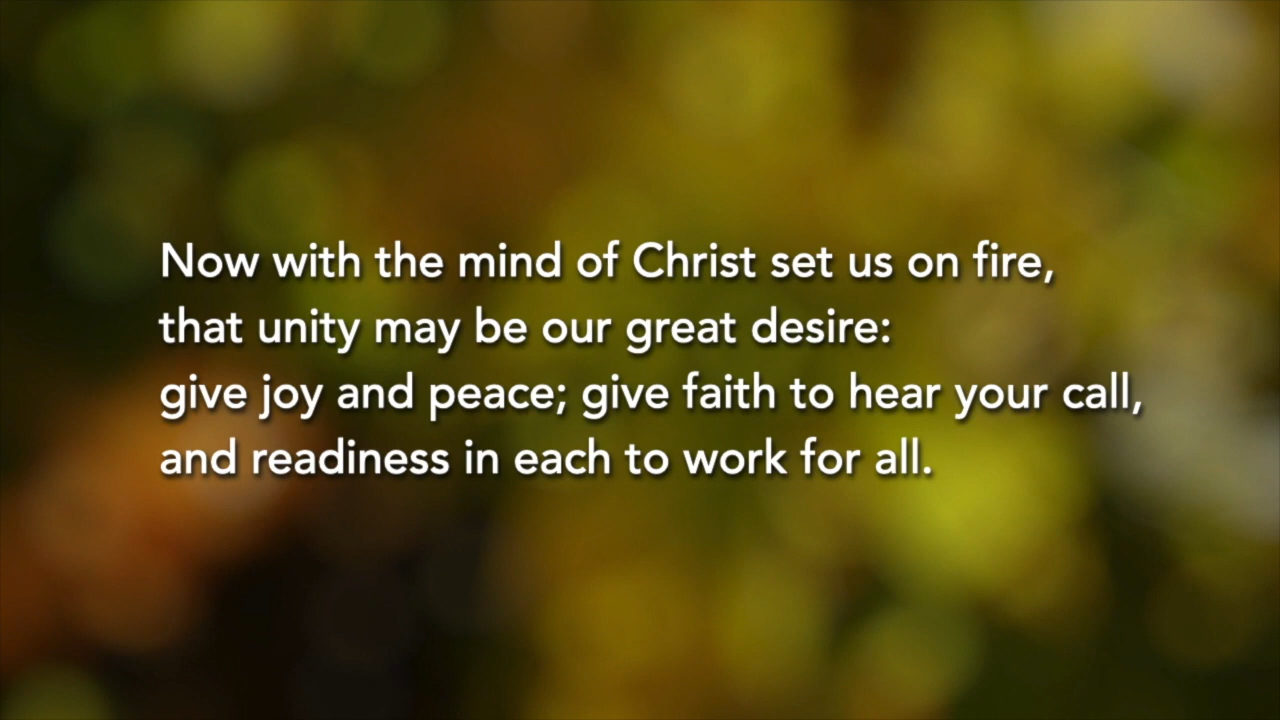 Now with the mind of Christ set us on fire,
that unity may be our great desire:
give joy and peace; give faith to hear your call,
and readiness in each to work for all.